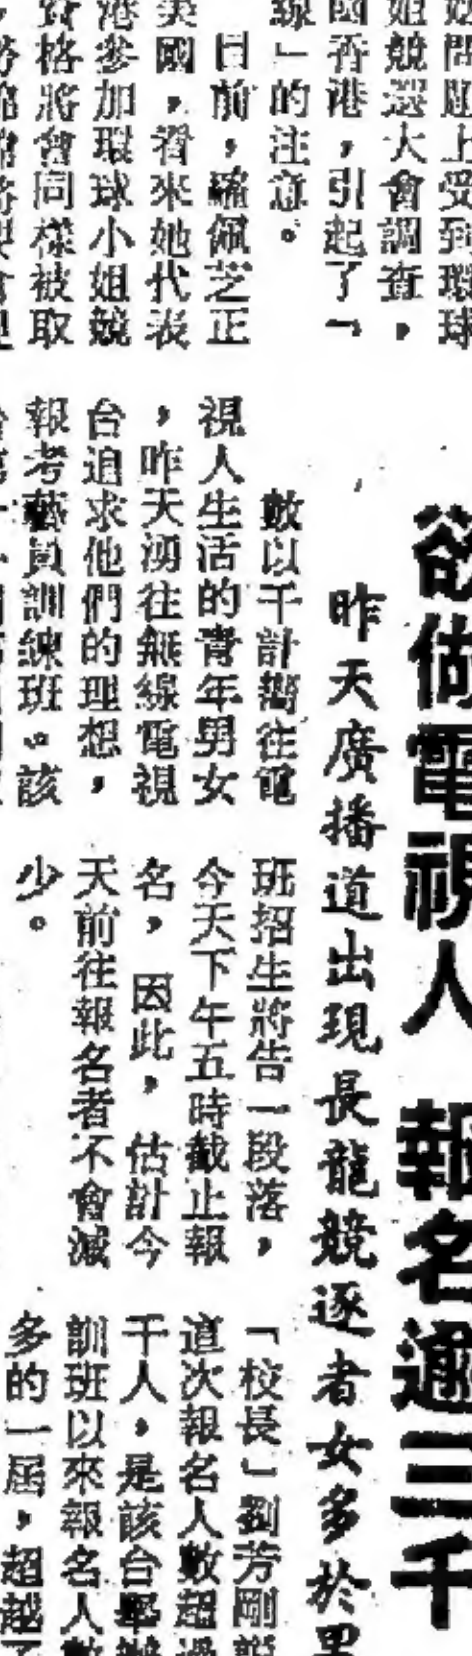 欲做電視人 報名逾三千
昨天廣播道出現長龍競逐者女多於男
姐競選大會調查，
國香港，引起了「
線」的注意。
日前，羅佩芝正
美國，看來她代表
港參加環球小姐競
資格將會同樣被取
數以千計嚮往電
視人生活的青年男女
，昨天湧往無線電視
台追求他們的理想，
報考藝員訓練班。該
班招生將告一段落，
今天下午五時截止報
名，因此，估計今
天前往報名者不會減
少。
「校長」劉芳剛說
這次報名人數超過
千人，是該台舉辦
訓班以來報名人數
多的一屆，超越了